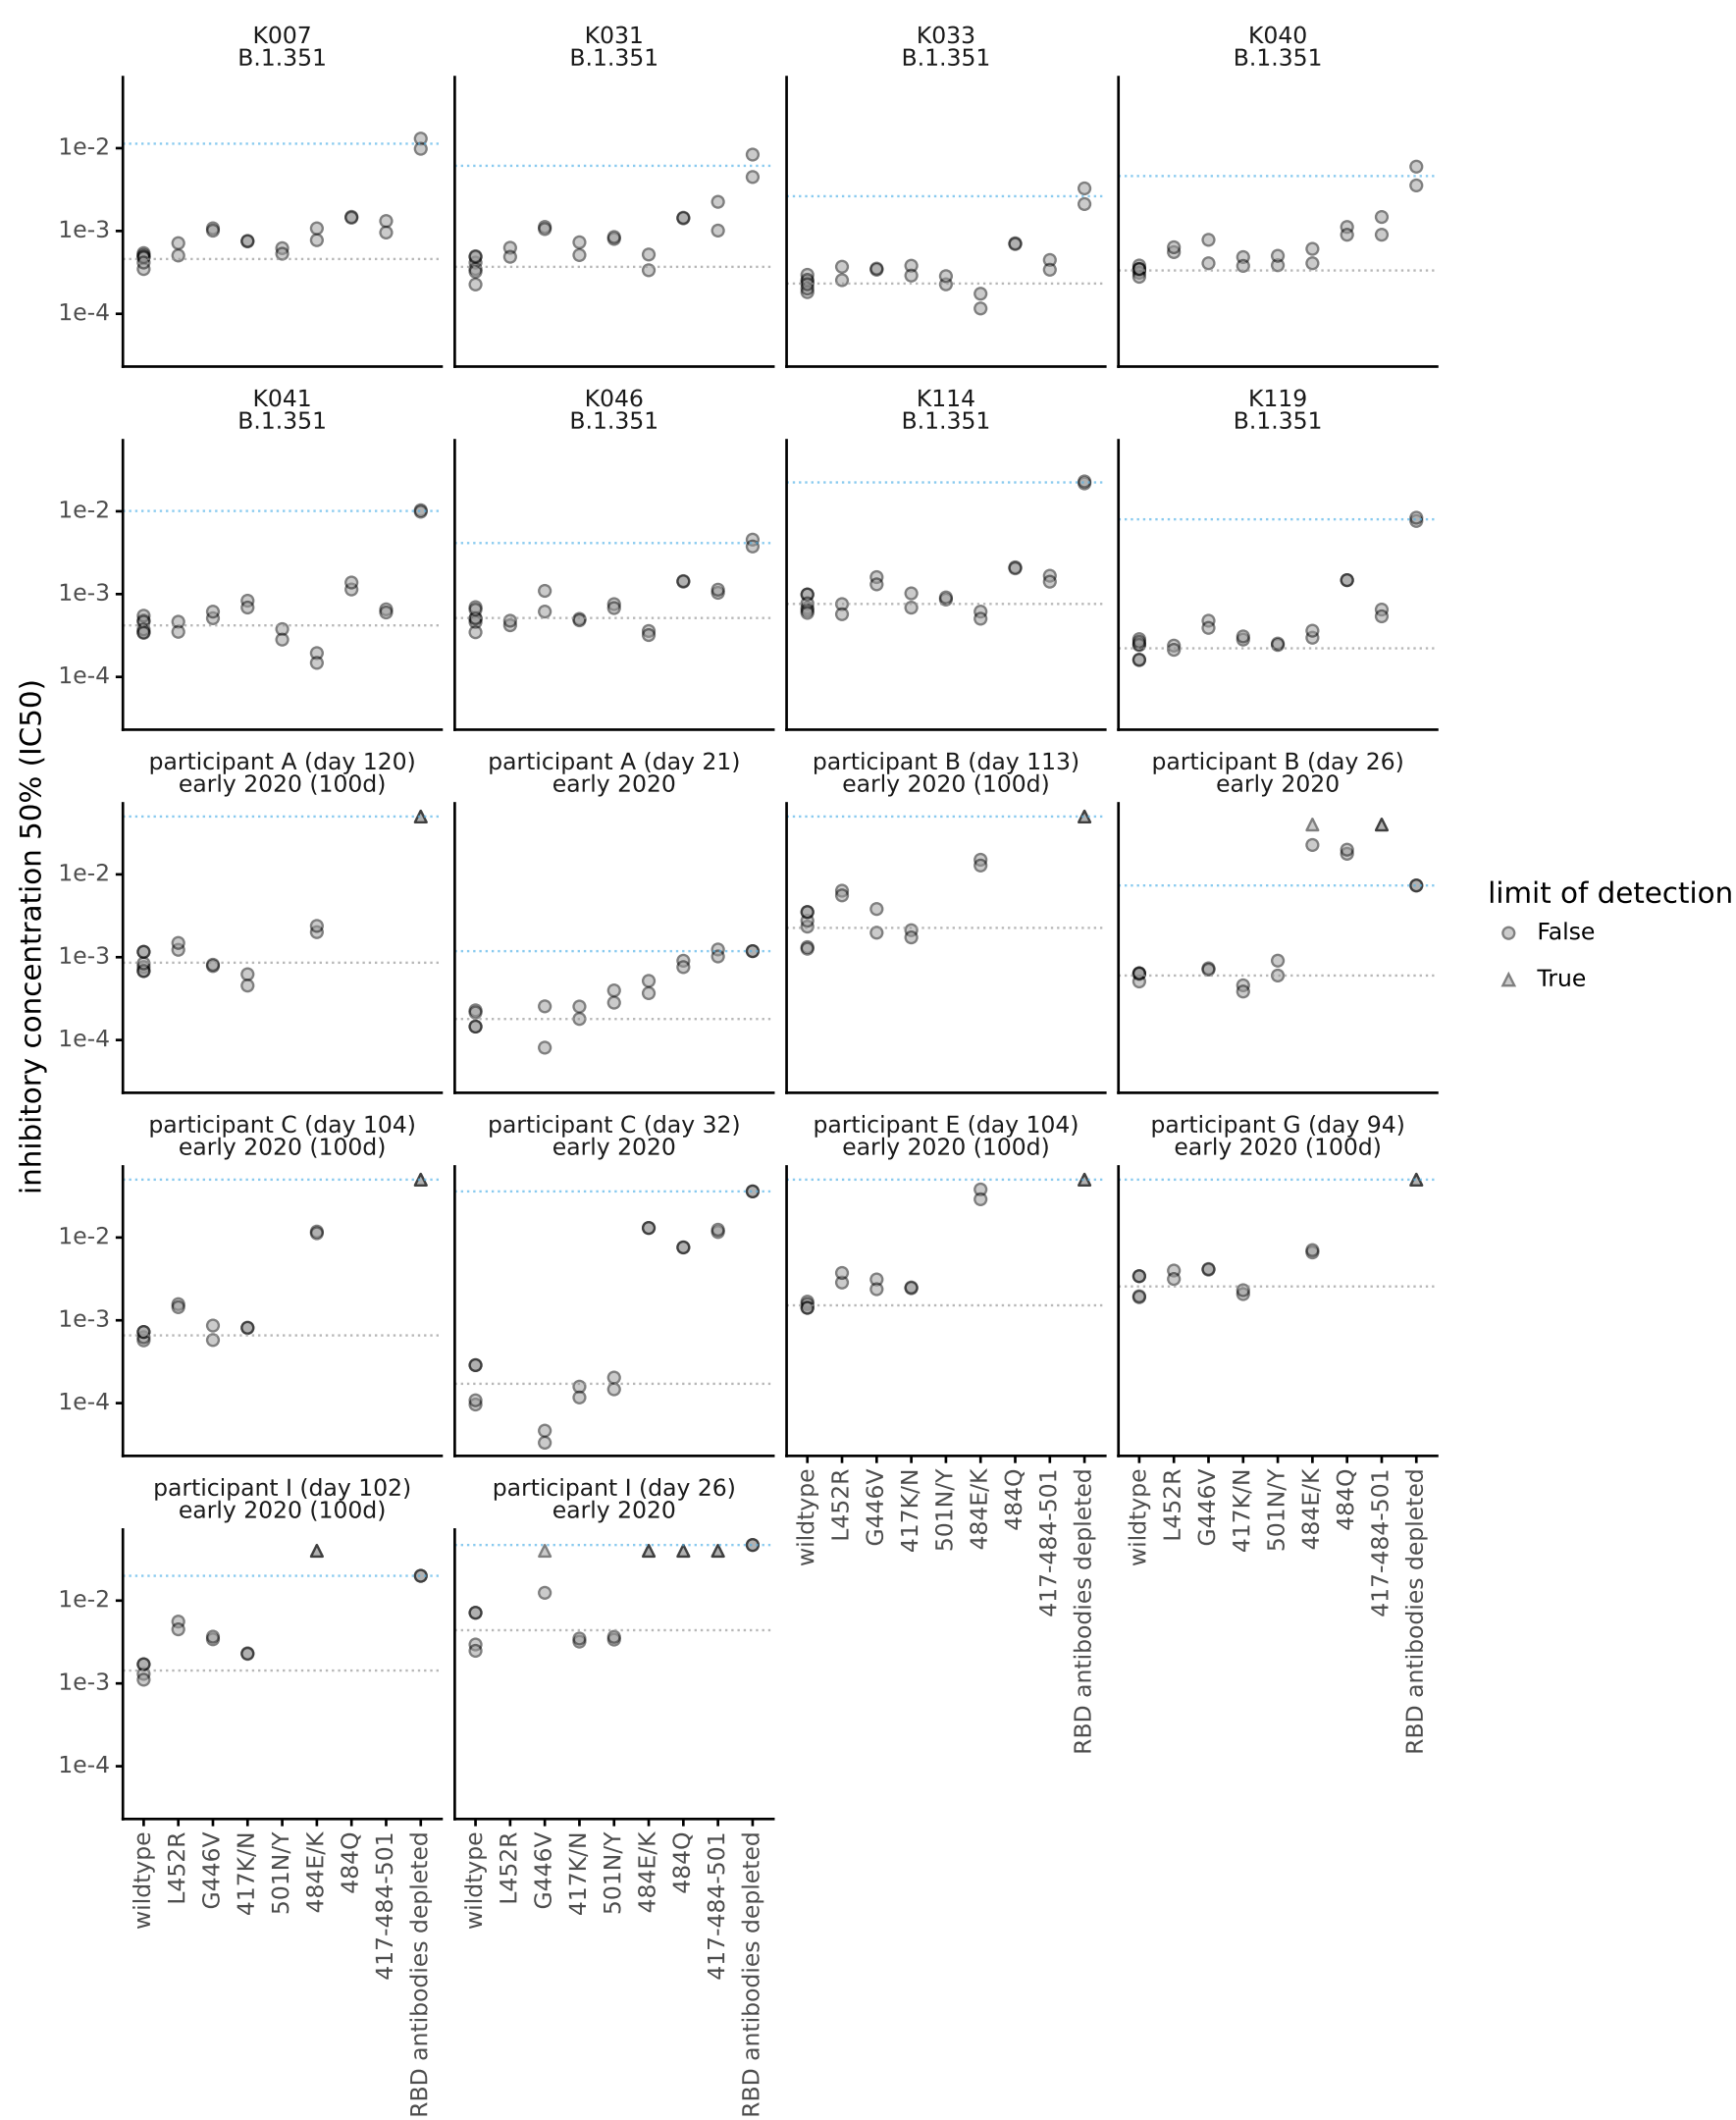 K007
B.1.351
K031
B.1.351
K033
B.1.351
K040
B.1.351
1e-2
1e-3
1e-4
K041
B.1.351
K046
B.1.351
K114
B.1.351
K119
B.1.351
1e-2
1e-3
1e-4
inhibitory concentration 50% (IC50)
participant A (day 120)
early 2020 (100d)
participant A (day 21)
early 2020
participant B (day 113)
early 2020 (100d)
participant B (day 26)
early 2020
1e-2
1e-3
1e-4
limit of detection
False
True
participant C (day 104)
early 2020 (100d)
participant C (day 32)
early 2020
participant E (day 104)
early 2020 (100d)
participant G (day 94)
early 2020 (100d)
1e-2
1e-3
1e-4
wildtype
L452R
G446V
417K/N
501N/Y
484E/K
484Q
417-484-501
RBD antibodies depleted
wildtype
L452R
G446V
417K/N
501N/Y
484E/K
484Q
417-484-501
RBD antibodies depleted
participant I (day 102)
early 2020 (100d)
participant I (day 26)
early 2020
1e-2
1e-3
1e-4
wildtype
L452R
G446V
417K/N
501N/Y
484E/K
484Q
417-484-501
RBD antibodies depleted
wildtype
L452R
G446V
417K/N
501N/Y
484E/K
484Q
417-484-501
RBD antibodies depleted